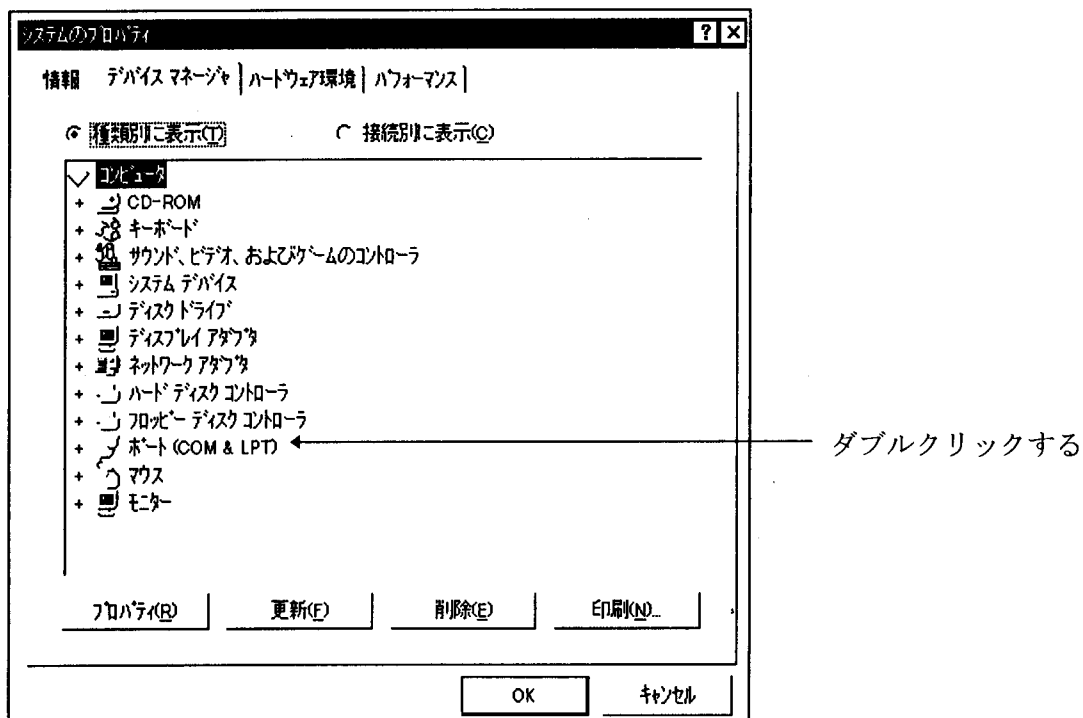 システムのプロパティ
? ×
情報 デバイス マネージャ ハードウェア環境 パフォーマンス
種類別に表示(T) 接続別に表示(C)
コンピュータ
+ CD-ROM
+ キーボード
+ サウンド、ビデオ、およびゲームのコントローラ
+ システム デバイス
+ ディスク ドライブ
+ ディスプレイ アダプタ
+ ネットワーク アダプタ
+ ハード ディスク コントローラ
+ フロッピー ディスク コントローラ
+ ポート (COM & LPT)
ダブルクリックする
+ マウス
+ モニター
プロパティ(R) 更新(F) 削除(E) 印刷(N)...
OK キャンセル